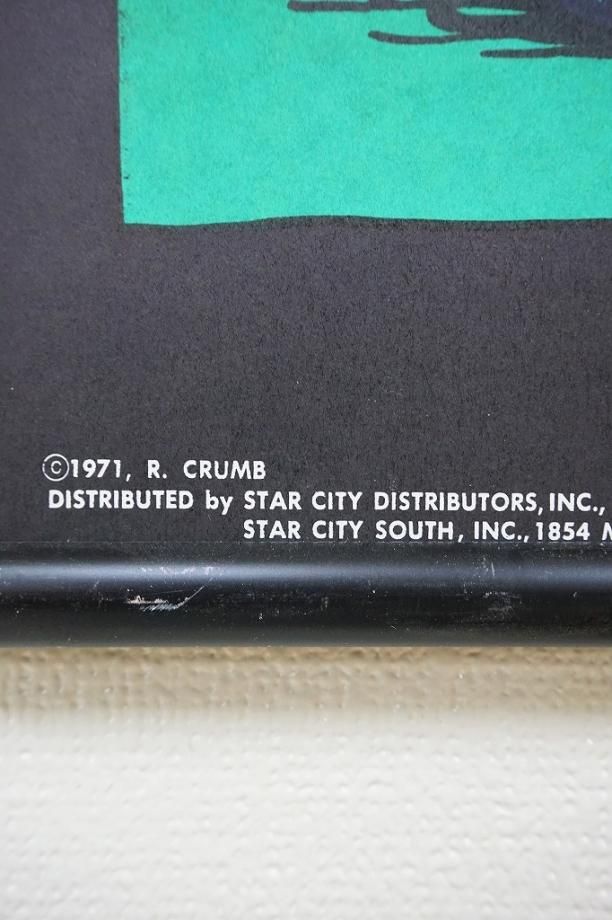 ©1971, R. CRUMB
DISTRIBUTED by STAR CITY DISTRIBUTORS, INC.,
STAR CITY SOUTH, INC., 1854